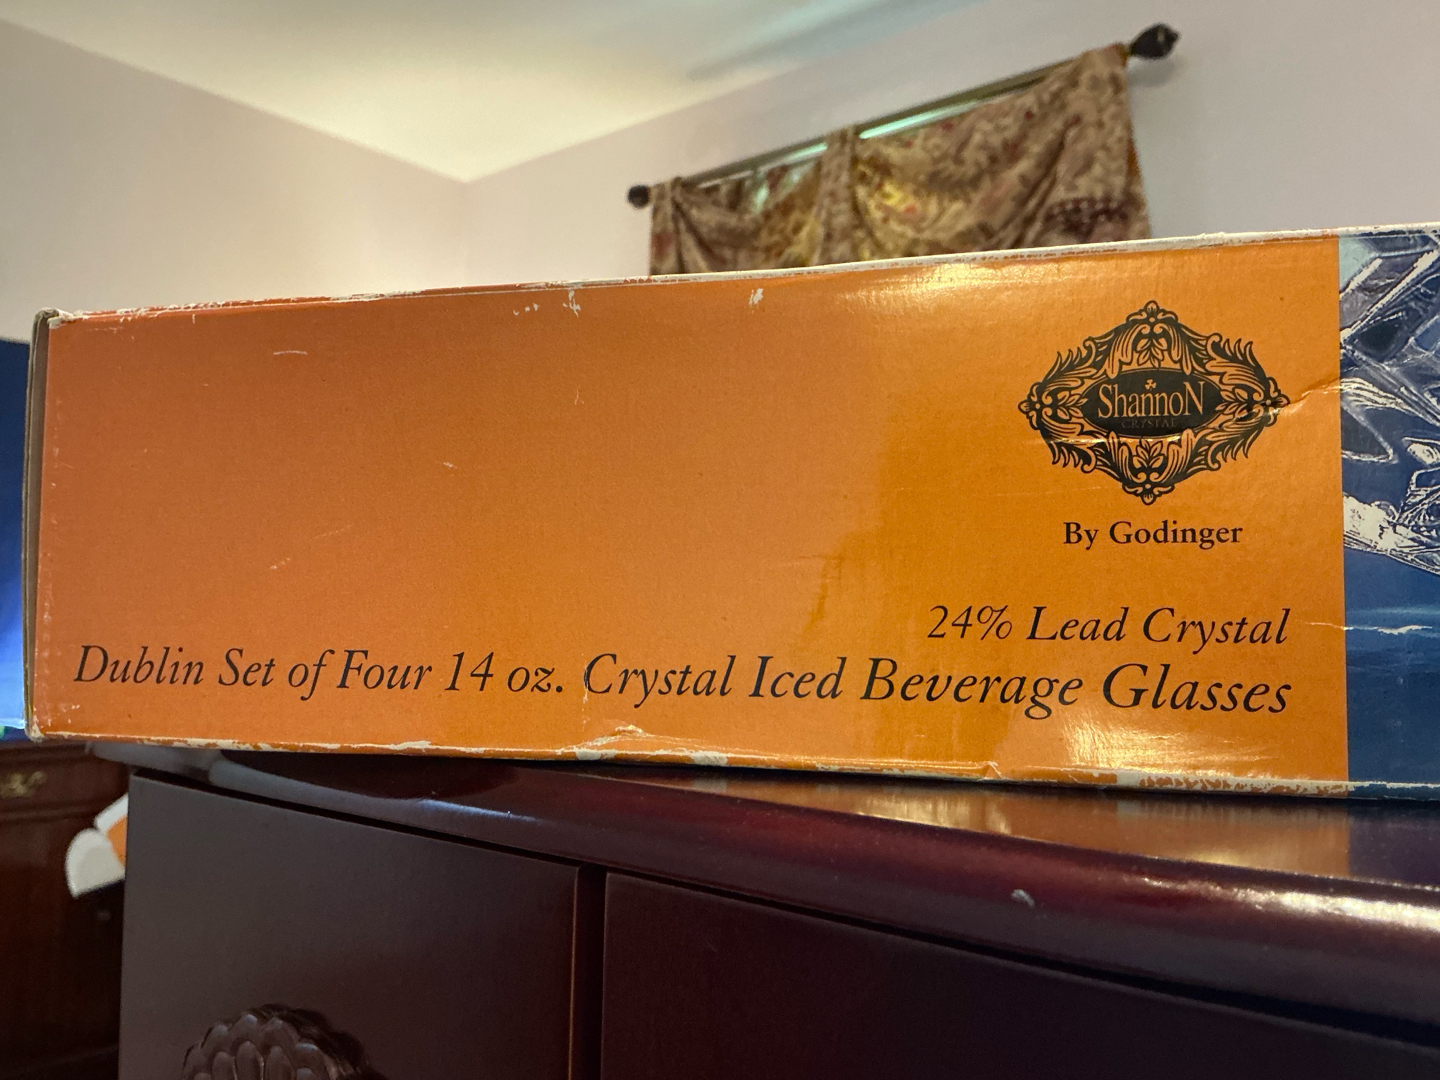 ShannoN
CRYSTAL
By Godinger
24% Lead Crystal
Dublin Set of Four 14 oz. Crystal Iced Beverage Glasses